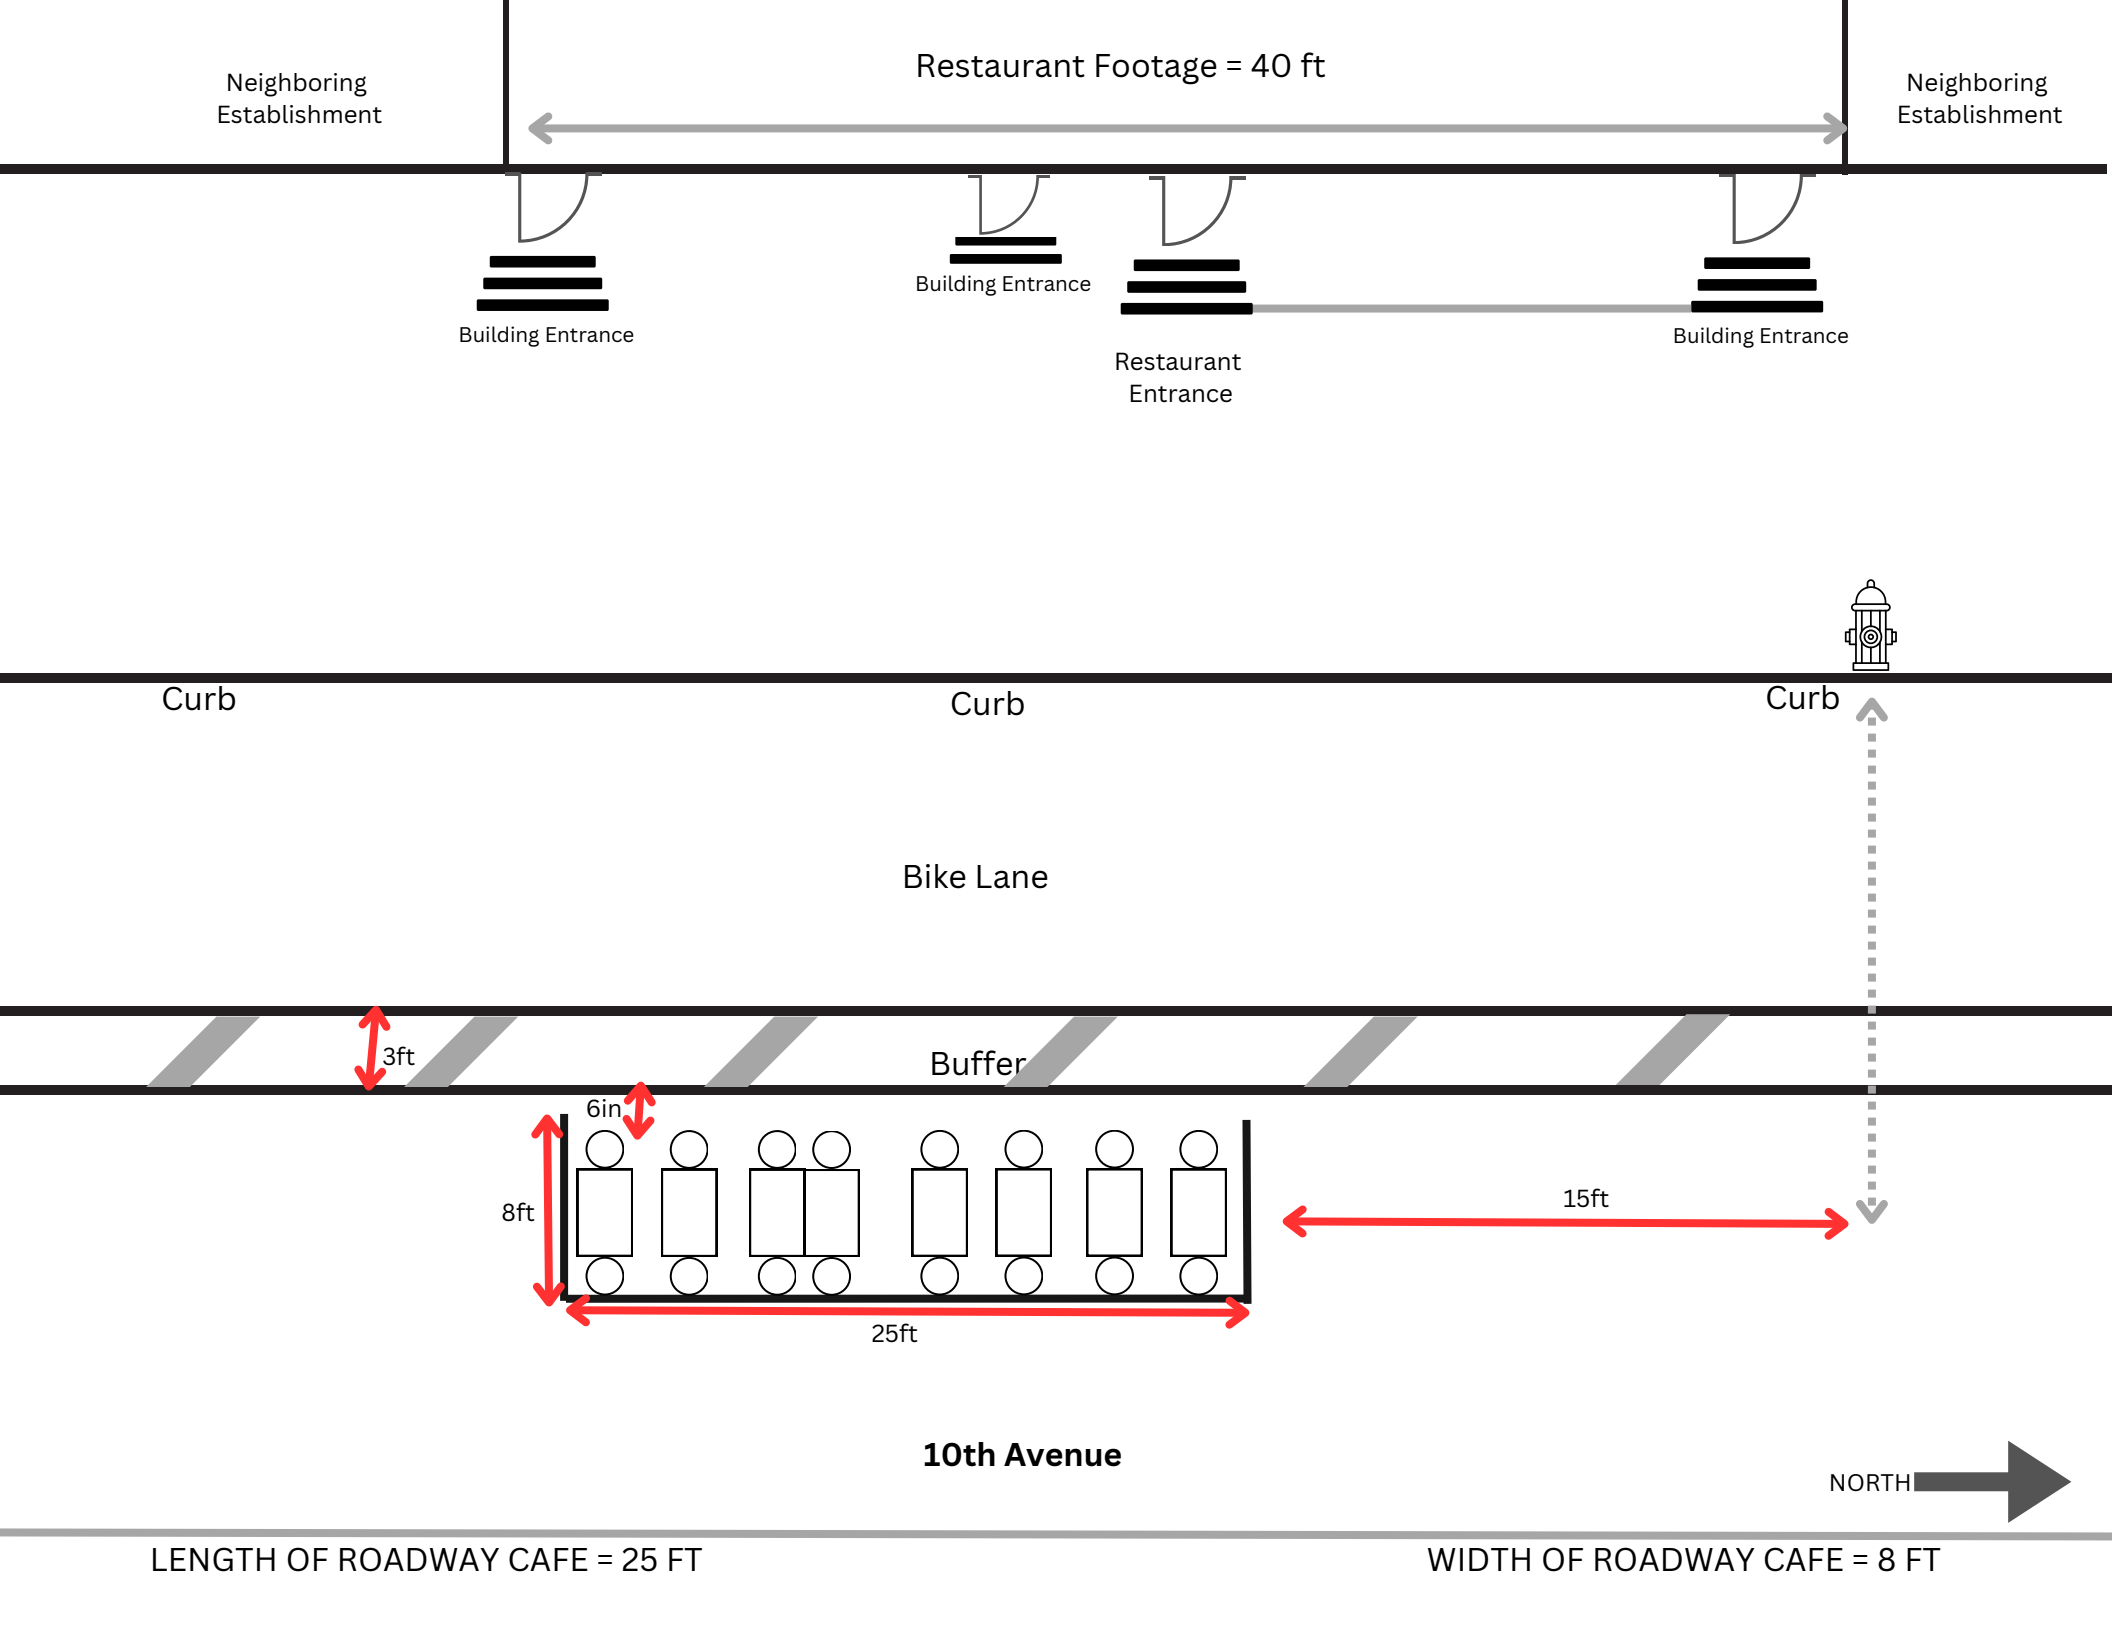 Restaurant Footage = 40 ft
Neighboring
Establishment
Neighboring
Establishment
Building Entrance
Building Entrance
Building Entrance
Restaurant
Entrance
Curb
Curb
Curb
Bike Lane
3ft
Buffer
6in
8ft
15ft
25ft
10th Avenue
NORTH
LENGTH OF ROADWAY CAFE = 25 FT
WIDTH OF ROADWAY CAFE = 8 FT